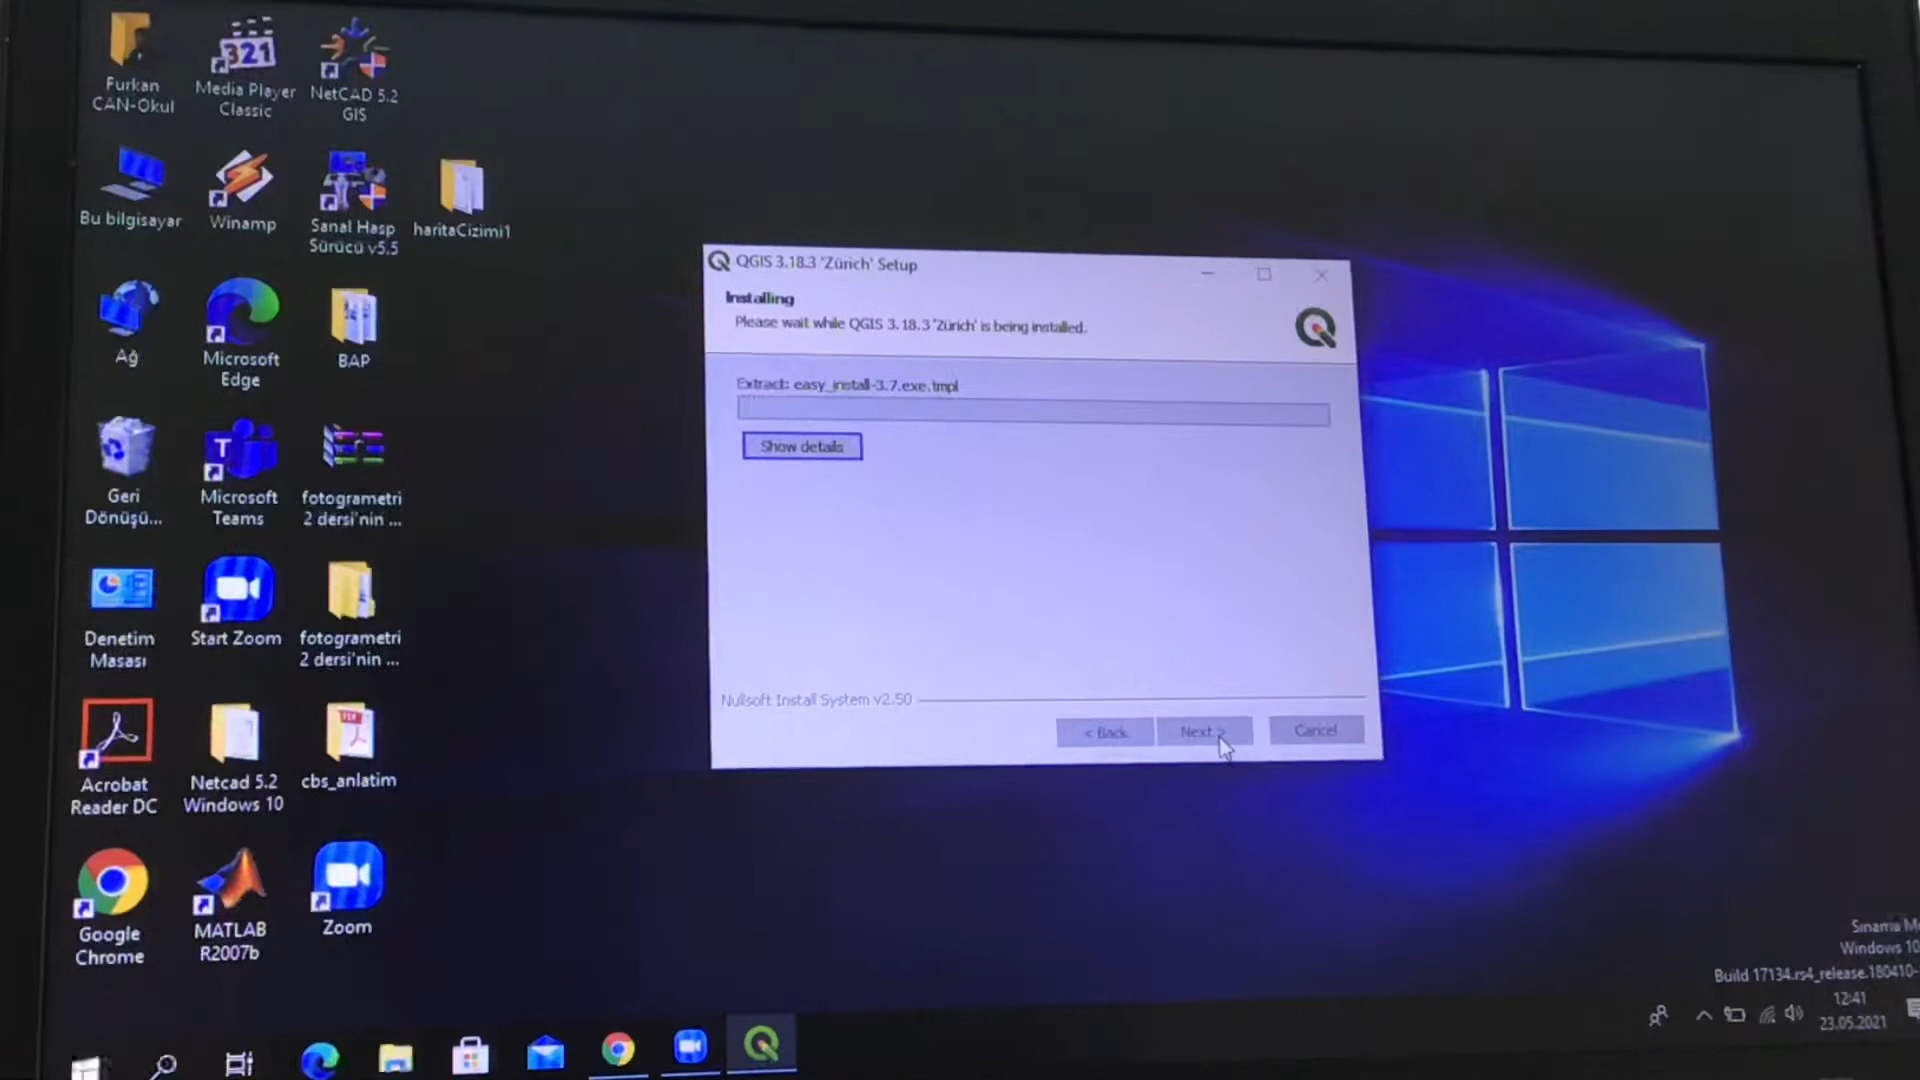 Furkan
CAN-Okul
Media Player
Classic
321
NetCAD 5.2
GIS
Bu bilgisayar
Winamp
Sanal Hasp
Sürücü v5.5
haritaCizimi1
Ağ
Microsoft
Edge
BAP
Geri
Dönüşü...
Microsoft
Teams
T
fotogrametri
2 dersi'nin ...
Denetim
Masası
Start Zoom
fotogrametri
2 dersi'nin ...
Acrobat
Reader DC
Netcad 5.2
Windows 10
PDF
cbs_anlatim
Google
Chrome
MATLAB
R2007b
Zoom
QGIS 3.18.3 'Zürich' Setup
Installing
Please wait while QGIS 3.18.3 'Zürich' is being installed.
Extract: easy_install-3.7.exe.tmpl
Show details
Nullsoft Install System v2.50
< Back
Next >
Cancel
Sınama
Windows 10
Build 17134.rs4_release.180410-
12:41
23.05.2021